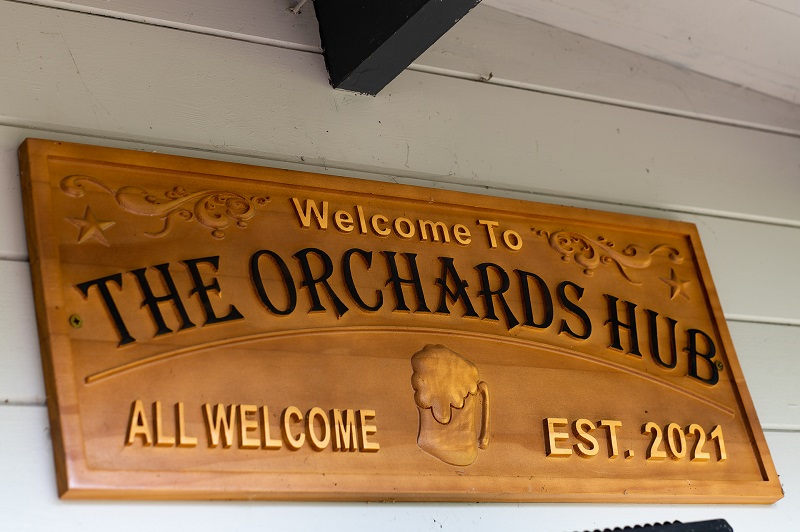 Welcome To
THE ORCHARDS HUB
ALL WELCOME
EST. 2021